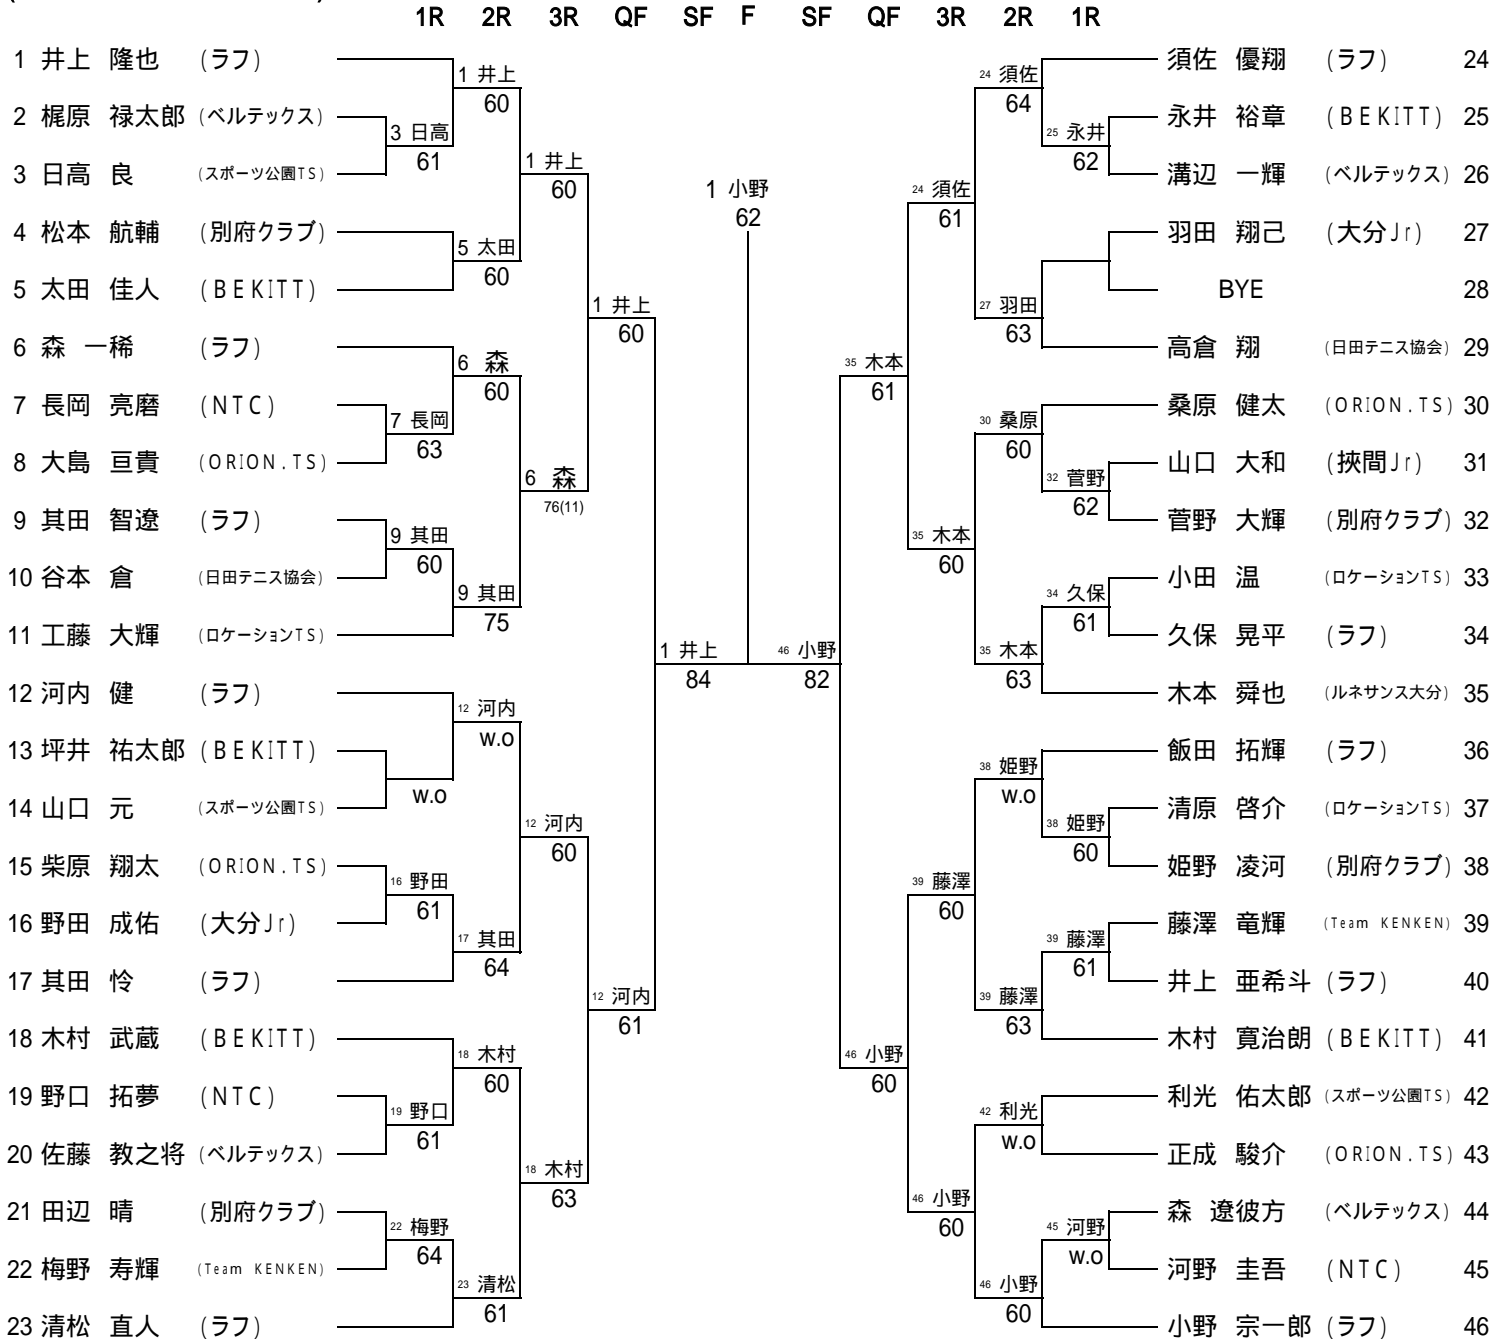 1R 2R 3R QF SF F SF QF 3R 2R 1R
1 井上 隆也 (ラフ)
2 梶原 禄太郎 (ベルテックス)
3 日高 良 (スポーツ公園TS)
4 松本 航輔 (別府クラブ)
5 太田 佳人 (BEKITT)
6 森 一稀 (ラフ)
7 長岡 亮磨 (NTC)
8 大島 亘貴 (ORION.TS)
9 其田 智遼 (ラフ)
10 谷本 倉 (日田テニス協会)
11 工藤 大輝 (ロケーションTS)
12 河内 健 (ラフ)
13 坪井 祐太郎 (BEKITT)
14 山口 元 (スポーツ公園TS)
15 柴原 翔太 (ORION.TS)
16 野田 成佑 (大分Jr)
17 其田 怜 (ラフ)
18 木村 武蔵 (BEKITT)
19 野口 拓夢 (NTC)
20 佐藤 教之将 (ベルテックス)
21 田辺 晴 (別府クラブ)
22 梅野 寿輝 (Team KENKEN)
23 清松 直人 (ラフ)
3 日高
61
7 長岡
63
9 其田
60
w.o
16 野田
61
19 野口
61
22 梅野
64
1 井上
60
5 太田
60
6 森
60
9 其田
75
12 河内
w.o
17 其田
64
18 木村
60
23 清松
61
1 井上
60
6 森
76(11)
12 河内
60
18 木村
63
1 井上
60
12 河内
61
1 井上
84
1 小野
62
46 小野
82
35 木本
61
46 小野
60
24 須佐
61
35 木本
60
39 藤澤
60
46 小野
60
24 須佐
64
27 羽田
63
30 桑原
60
35 木本
63
38 姫野
w.o
39 藤澤
63
42 利光
w.o
46 小野
60
25 永井
62
32 菅野
62
34 久保
61
38 姫野
60
39 藤澤
61
45 河野
w.o
須佐 優翔 (ラフ) 24
永井 裕章 (BEKITT) 25
溝辺 一輝 (ベルテックス) 26
羽田 翔己 (大分Jr) 27
BYE 28
高倉 翔 (日田テニス協会) 29
桑原 健太 (ORION.TS) 30
山口 大和 (挾間Jr) 31
菅野 大輝 (別府クラブ) 32
小田 温 (ロケーションTS) 33
久保 晃平 (ラフ) 34
木本 舜也 (ルネサンス大分) 35
飯田 拓輝 (ラフ) 36
清原 啓介 (ロケーションTS) 37
姫野 凌河 (別府クラブ) 38
藤澤 竜輝 (Team KENKEN) 39
井上 亜希斗 (ラフ) 40
木村 寛治朗 (BEKITT) 41
利光 佑太郎 (スポーツ公園TS) 42
正成 駿介 (ORION.TS) 43
森 遼彼方 (ベルテックス) 44
河野 圭吾 (NTC) 45
小野 宗一郎 (ラフ) 46